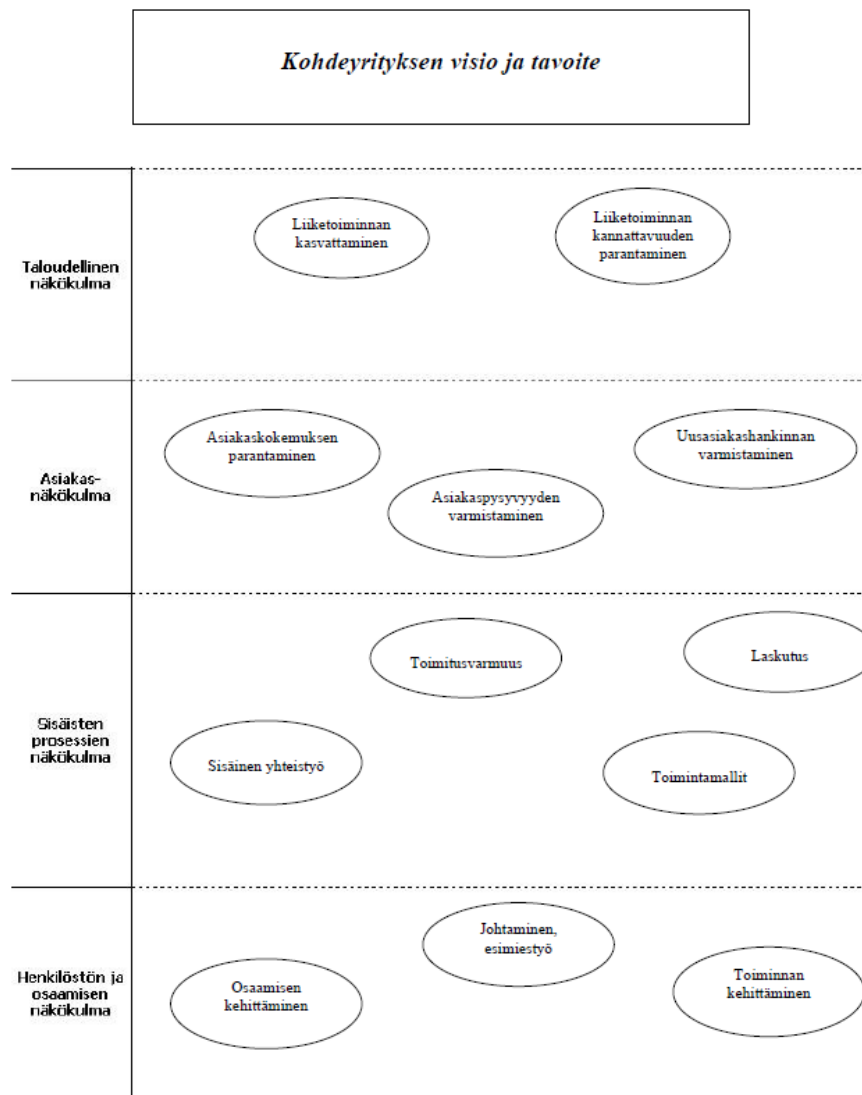 Kohdeyrityksen visio ja tavoite
Taloudellinen
näkökulma
Liiketoiminnan
kasvattaminen
Liiketoiminnan
kannattavuuden
parantaminen
Asiakas-
näkökulma
Asiakaskokemuksen
parantaminen
Asiakaspysyvyyden
varmistaminen
Uusasiakashankinnan
varmistaminen
Sisäisten
prosessien
näkökulma
Toimitusvarmuus
Laskutus
Sisäinen yhteistyö
Toimintamallit
Henkilöstön ja
osaamisen
näkökulma
Osaamisen
kehittäminen
Johtaminen,
esimiestyö
Toiminnan
kehittäminen